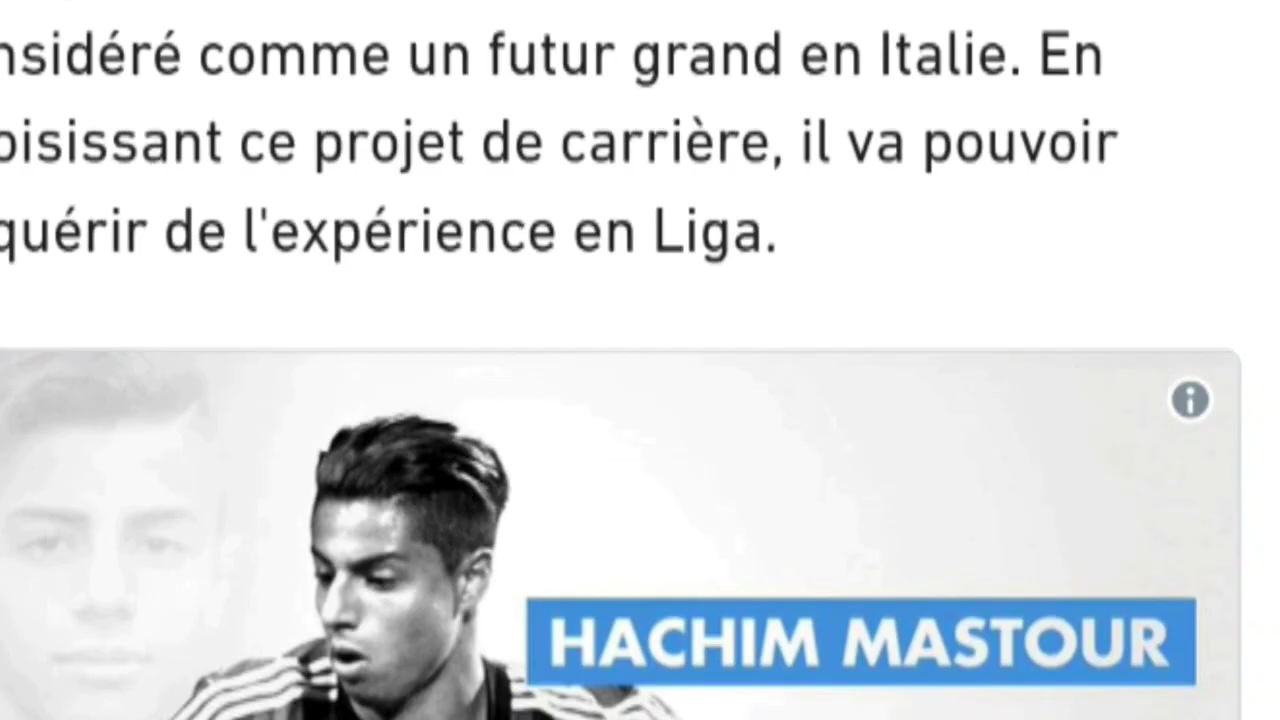 nsidéré comme un futur grand en Italie. En
oisissant ce projet de carrière, il va pouvoir
quérir de l'expérience en Liga.
HACHIM MASTOUR